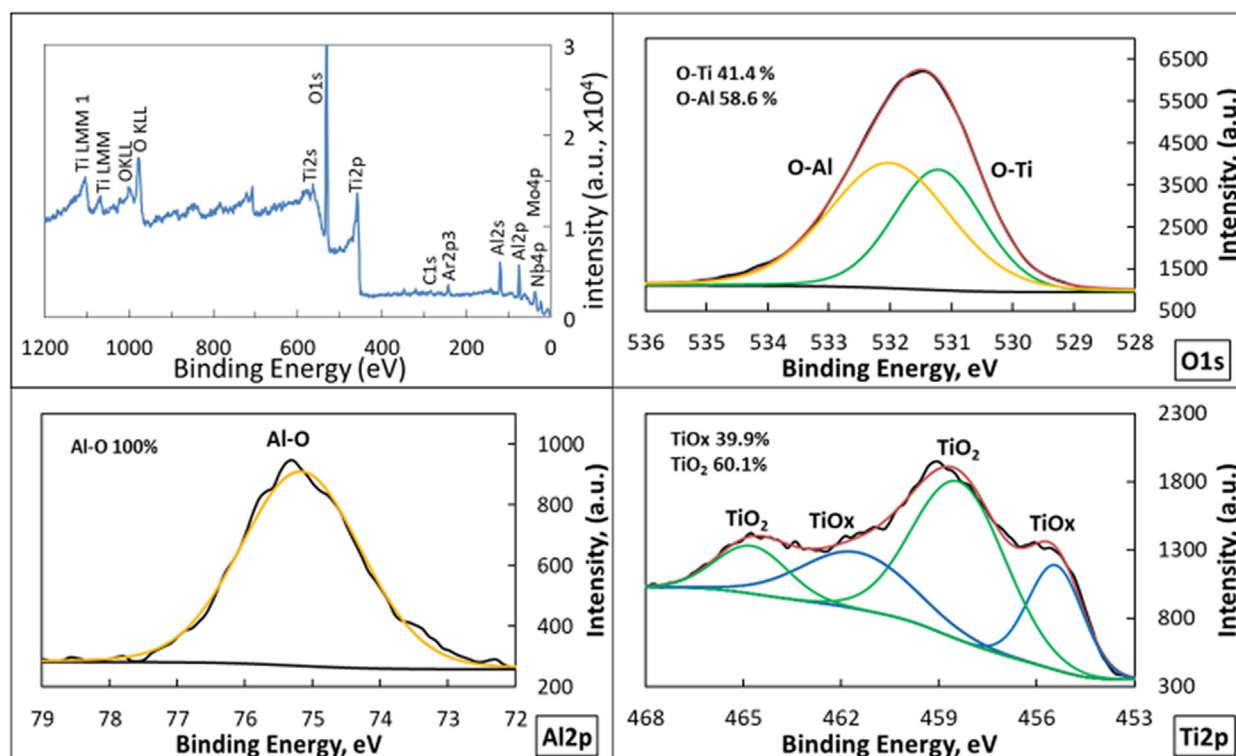 3
2
1
0
intensity (a.u., x10⁴)
Ti LMM 1
Ti LMM
OKLL
O KLL
Ti2s
O1s
Ti2p
C1s
Ar2p3
Al2s
Al2p
Nb4p
Mo4p
1200 1000 800 600 400 200 0
Binding Energy (eV)
O-Ti 41.4 %
O-Al 58.6 %
O-Al
O-Ti
6500
5500
4500
3500
2500
1500
500
Intensity, (a.u.)
536 535 534 533 532 531 530 529 528
Binding Energy, eV
O1s
Al-O 100%
Al-O
1000
800
600
400
200
Intensity, (a.u.)
79 78 77 76 75 74 73 72
Binding Energy, eV
Al2p
TiOx 39.9%
TiO₂ 60.1%
TiO₂
TiOx
TiO₂
TiOx
2300
1800
1300
800
300
Intensity, (a.u.)
468 465 462 459 456 453
Binding Energy, eV
Ti2p